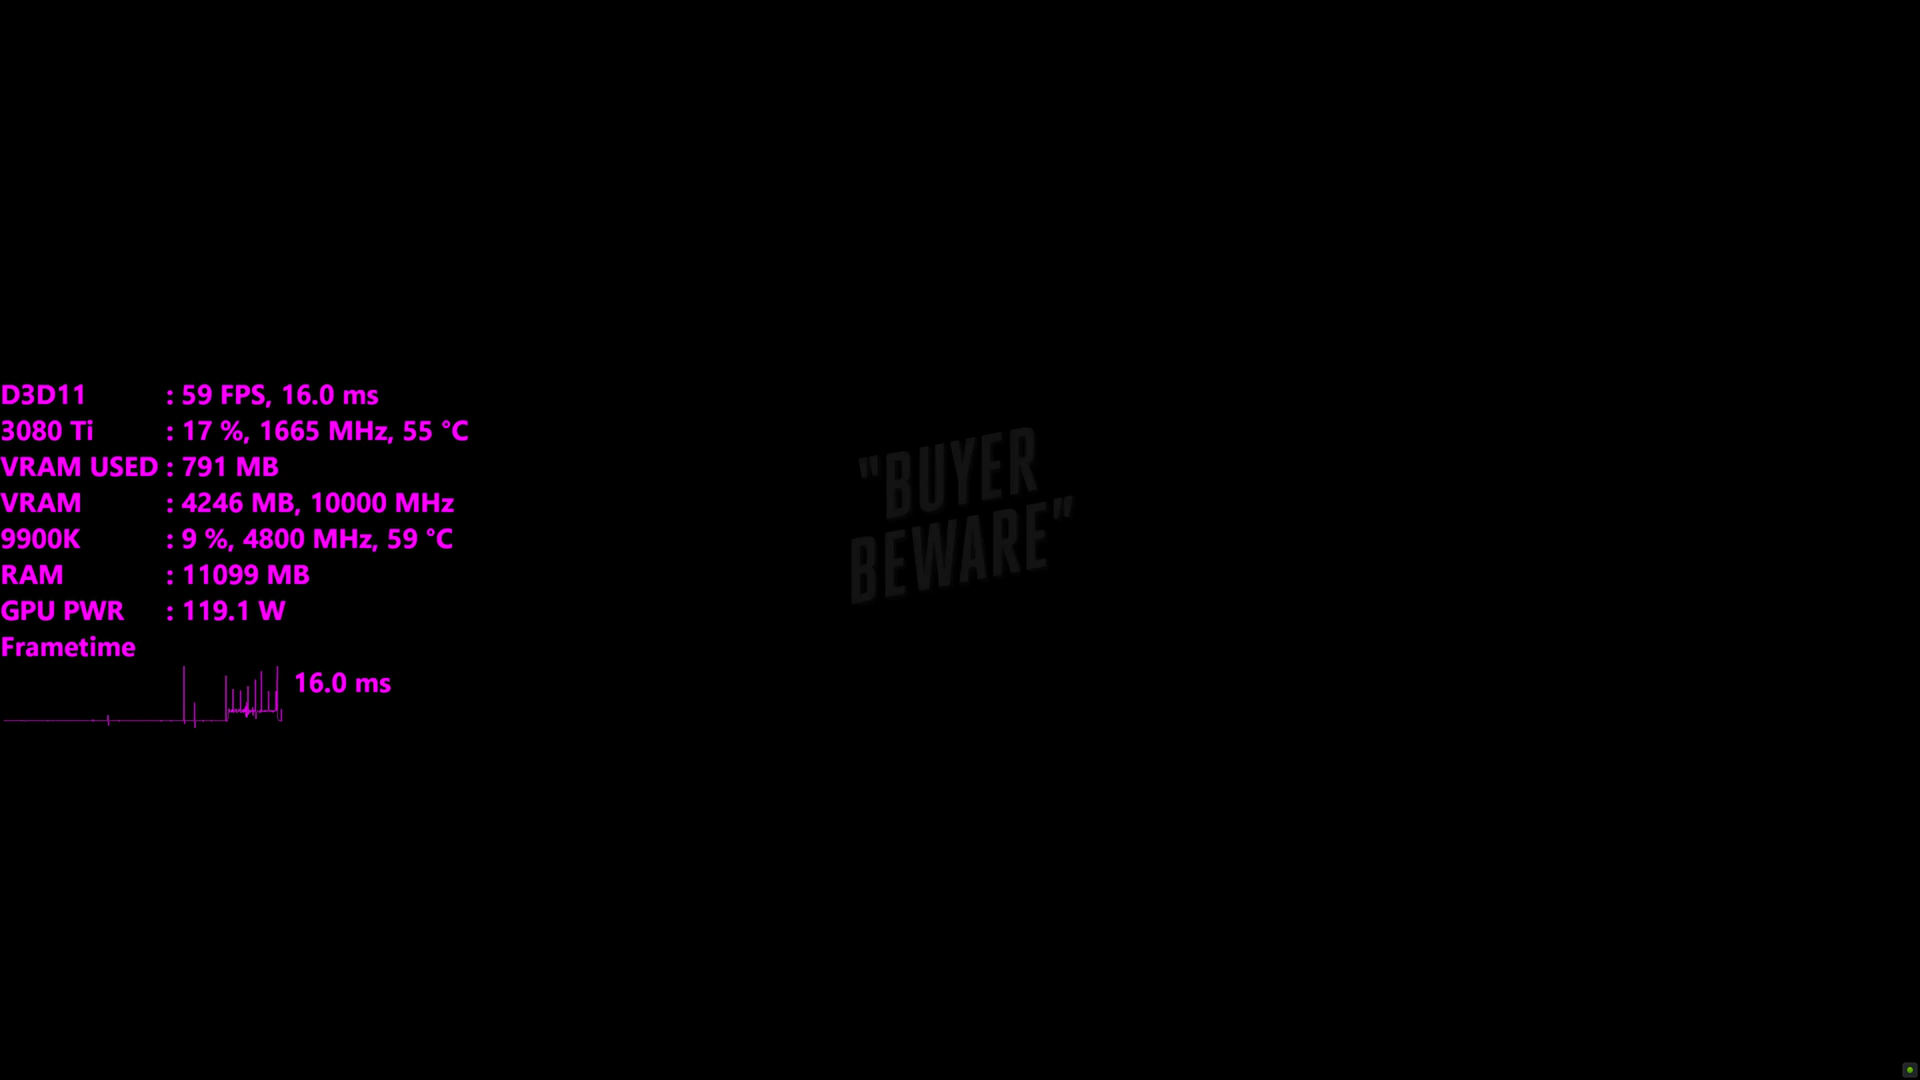 D3D11 : 59 FPS, 16.0 ms
3080 Ti : 17 %, 1665 MHz, 55 °C
VRAM USED : 791 MB
VRAM : 4246 MB, 10000 MHz
9900K : 9 %, 4800 MHz, 59 °C
RAM : 11099 MB
GPU PWR : 119.1 W
Frametime
16.0 ms
"BUYER
BEWARE"